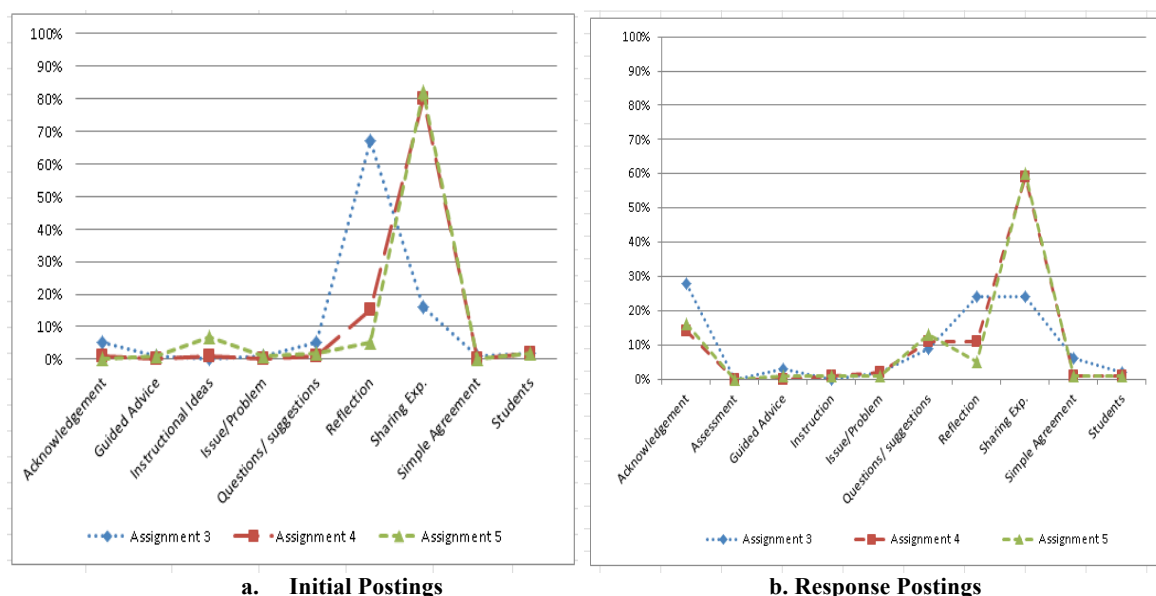 100%
90%
80%
70%
60%
50%
40%
30%
20%
10%
0%
Acknowledgement
Guided Advice
Instructional Ideas
Issue/Problem
Questions/ suggestions
Reflection
Sharing Exp.
Simple Agreement
Students
Assignment 3 Assignment 4 Assignment 5
a. Initial Postings
100%
90%
80%
70%
60%
50%
40%
30%
20%
10%
0%
Acknowledgement
Assessment
Guided Advice
Instruction
Issue/Problem
Questions/ suggestions
Reflection
Sharing Exp.
Simple Agreement
Students
Assignment 3 Assignment 4 Assignment 5
b. Response Postings